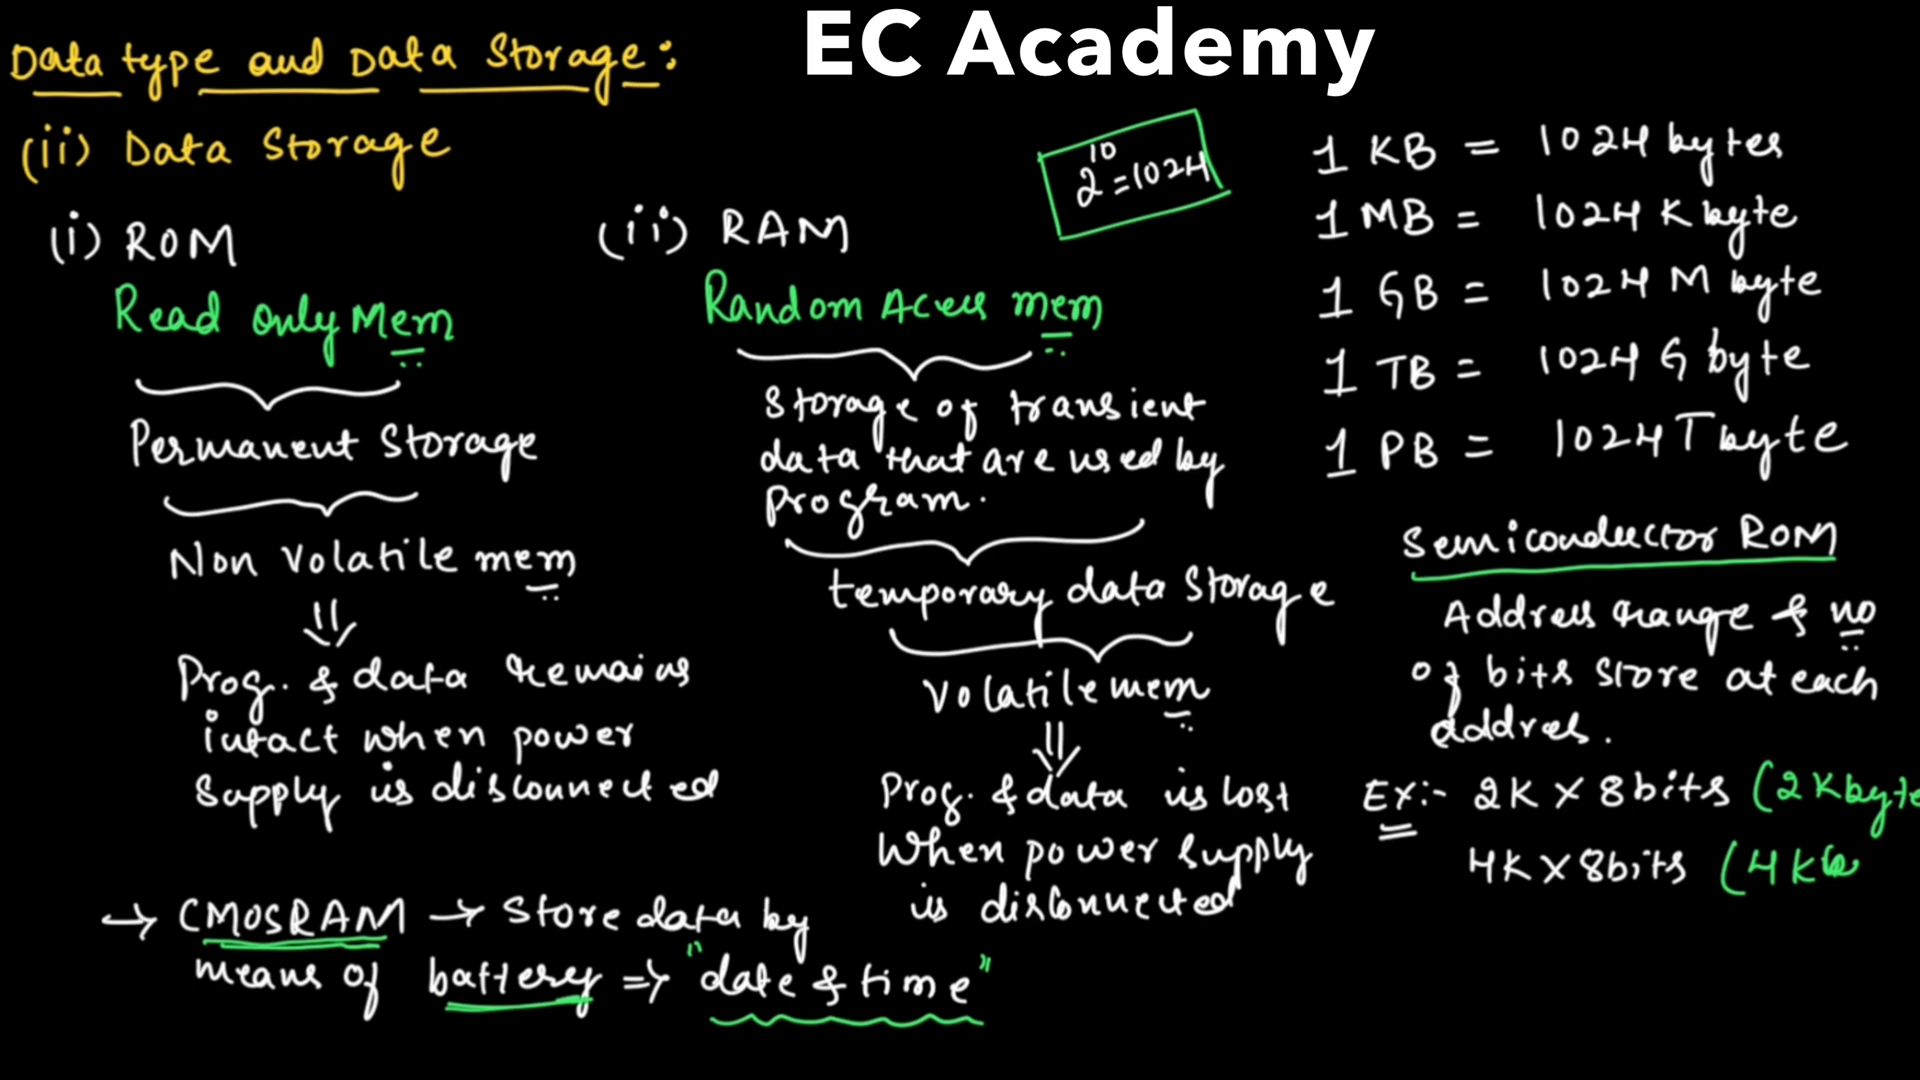 EC Academy
Data type and Data Storage:
(ii) Data Storage
(i) ROM
Read Only Mem
Permanent Storage
Non Volatile mem
Prog. & data remains
intact when power
supply is disconnected
→ CMOSRAM → Store data by
means of battery ⇒ "date & time"
(ii) RAM
Random Acess mem
Storage of transient
data that are used by
program.
temporary data Storage
Volatile mem
Prog. & data is lost
When power supply
is disconnected
2^10 = 1024
1 KB = 1024 bytes
1 MB = 1024 K byte
1 GB = 1024 M byte
1 TB = 1024 G byte
1 PB = 1024 T byte
Semiconductor ROM
Address range & no
of bits store at each
addres.
Ex:- 2K X 8bits (2Kbyte
4K X 8bits (4Kb